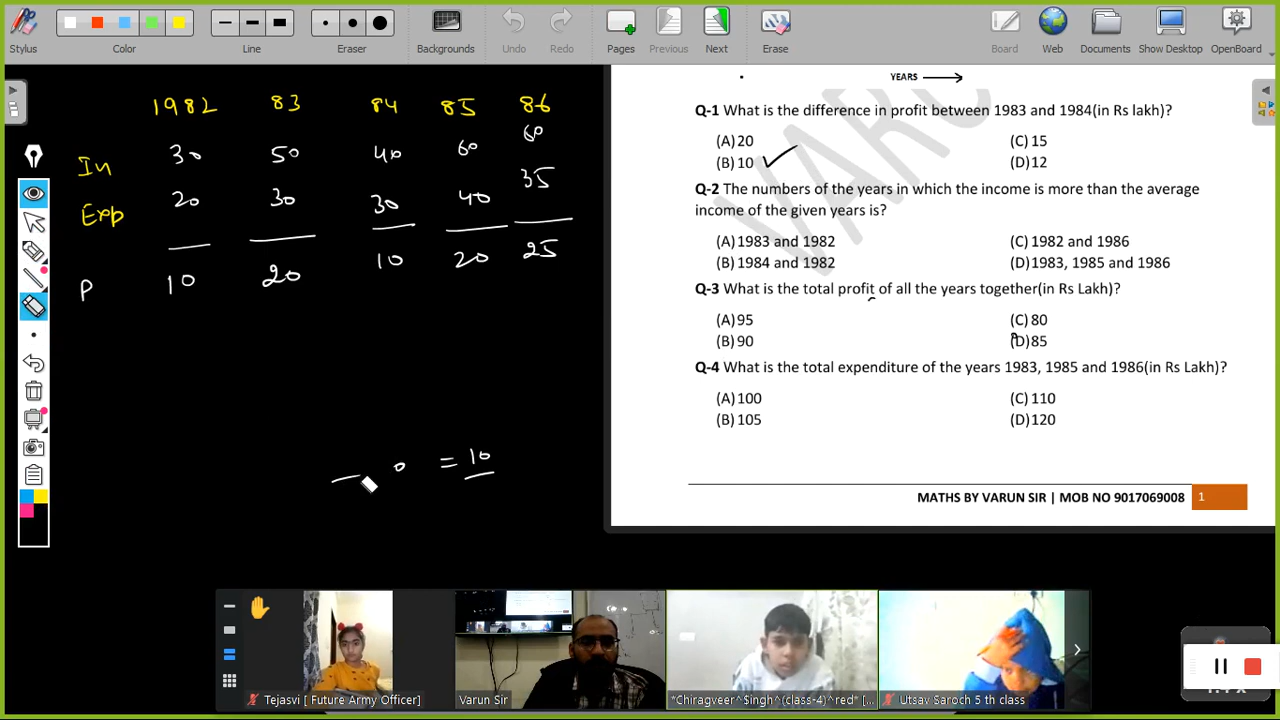 Stylus Color Line Eraser Backgrounds Undo Redo Pages Previous Next Erase Board Web Documents Show Desktop OpenBoard
YEARS
1982 83 84 85 86
In 30 50 40 60 60
Exp 20 30 30 40 35
P 10 20 10 20 25
= 10
Q-1 What is the difference in profit between 1983 and 1984(in Rs lakh)?
(A) 20 (C) 15
(B) 10 (D) 12
Q-2 The numbers of the years in which the income is more than the average
income of the given years is?
(A) 1983 and 1982 (C) 1982 and 1986
(B) 1984 and 1982 (D) 1983, 1985 and 1986
Q-3 What is the total profit of all the years together(in Rs Lakh)?
(A) 95 (C) 80
(B) 90 (D) 85
Q-4 What is the total expenditure of the years 1983, 1985 and 1986(in Rs Lakh)?
(A) 100 (C) 110
(B) 105 (D) 120
MATHS BY VARUN SIR | MOB NO 9017069008 1
Tejasvi [ Future Army Officer] Varun Sir *Chiragveer^$ingh^(class-4)^red* [... Utsav Saroch 5 th class